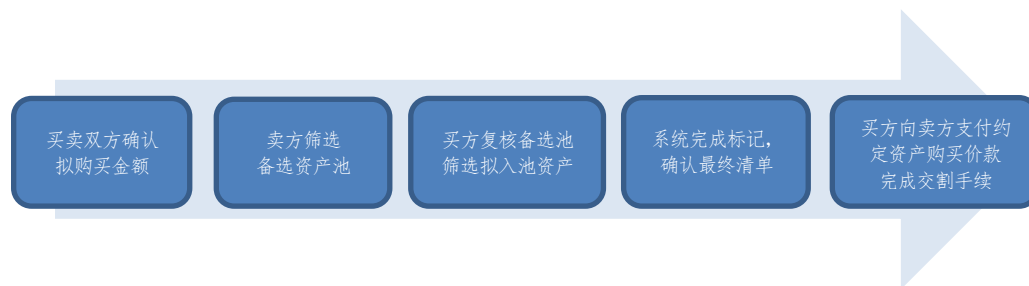 买卖双方确认
拟购买金额
卖方筛选
备选资产池
买方复核备选池
筛选拟入池资产
系统完成标记，
确认最终清单
买方向卖方支付约
定资产购买价款
完成交割手续